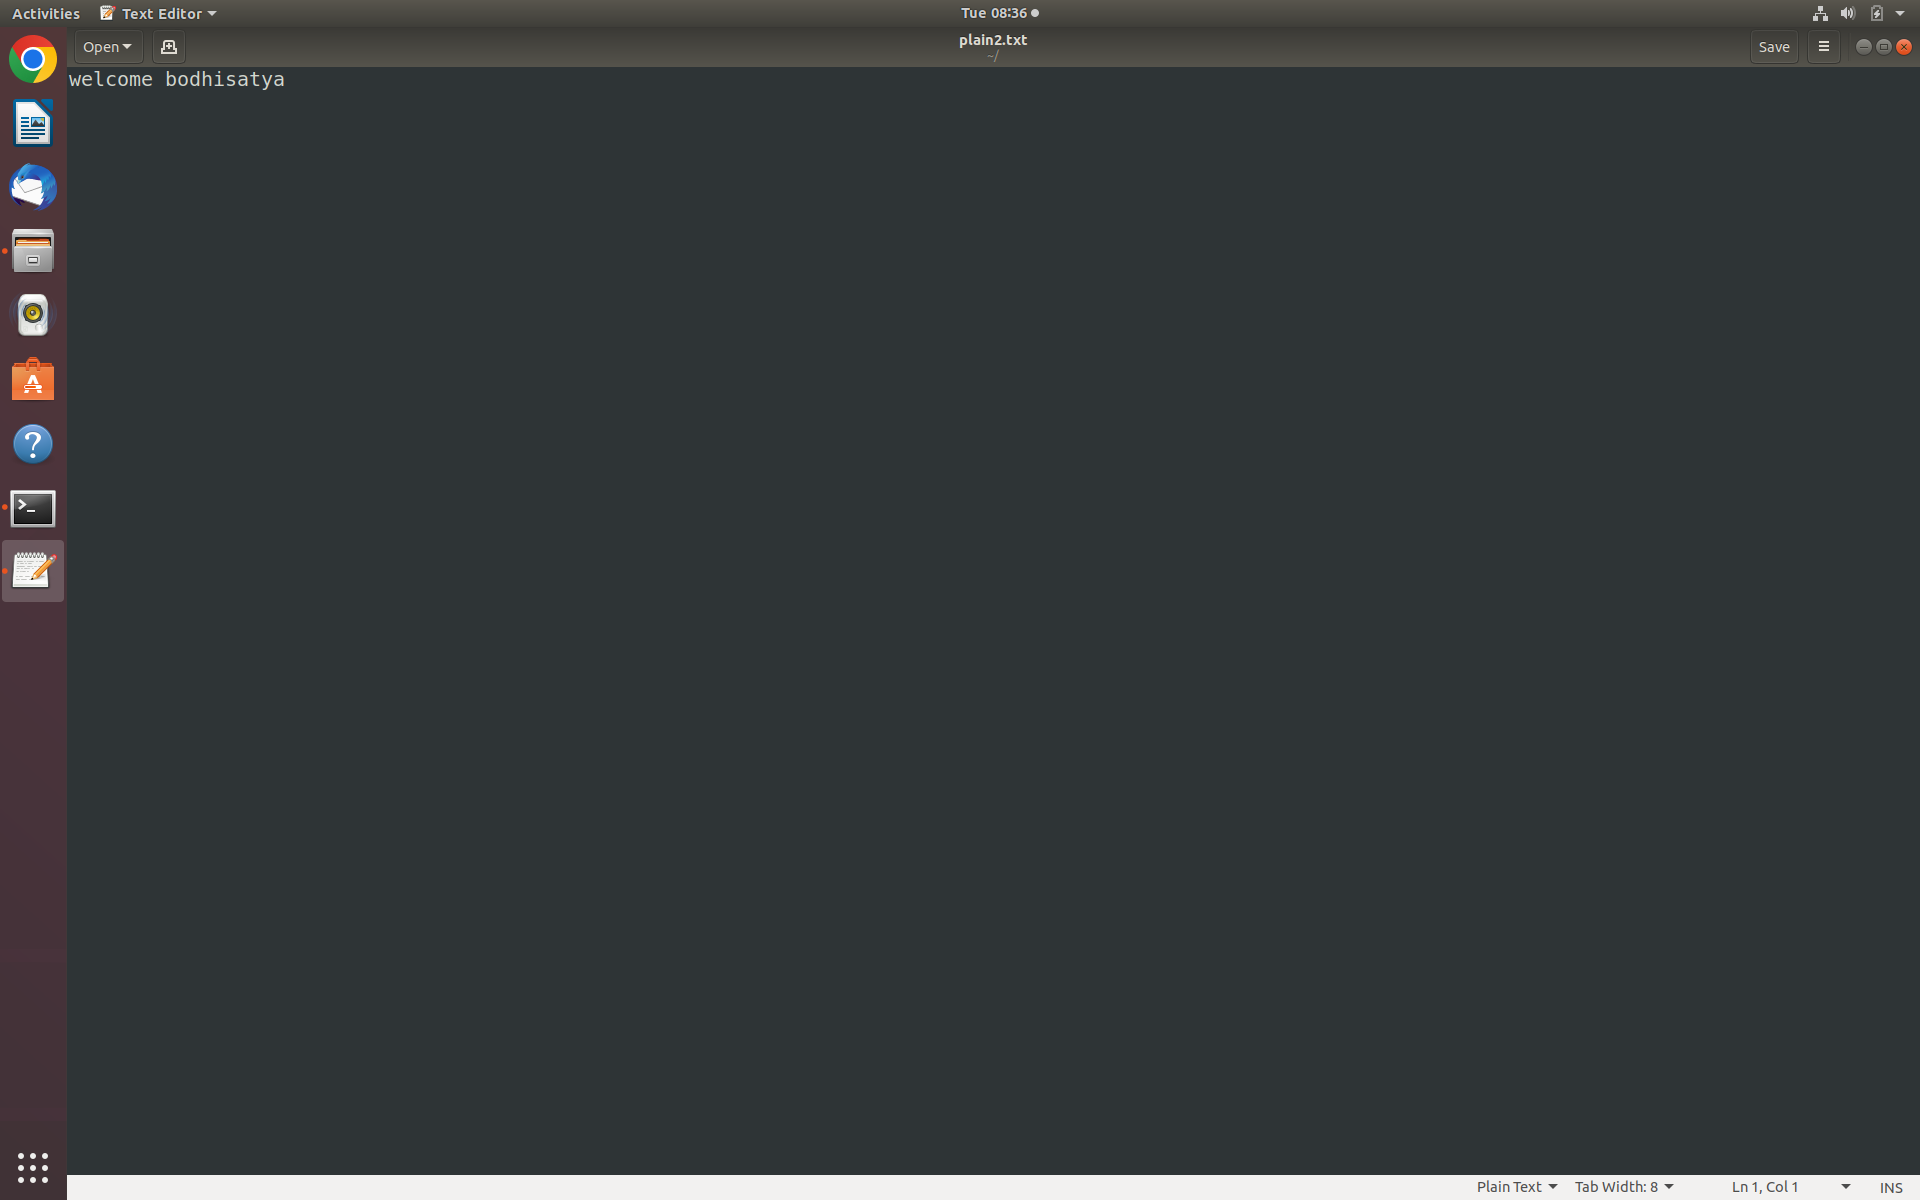 Activities Text Editor Tue 08:36
Open plain2.txt Save
~/
welcome bodhisatya
Plain Text Tab Width: 8 Ln 1, Col 1 INS